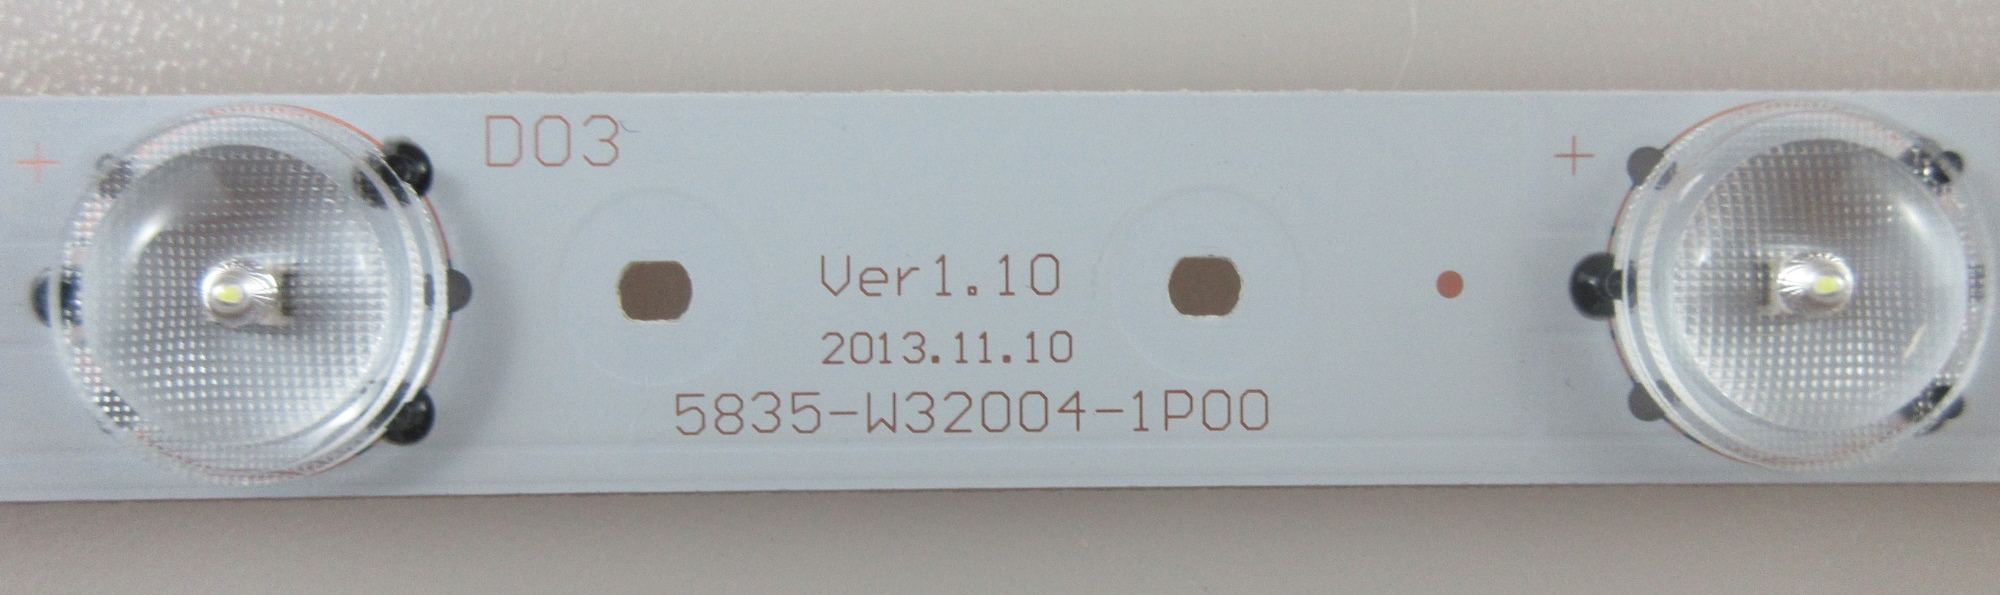 + D03 +
Ver1.10
2013.11.10
5835-W32004-1P00